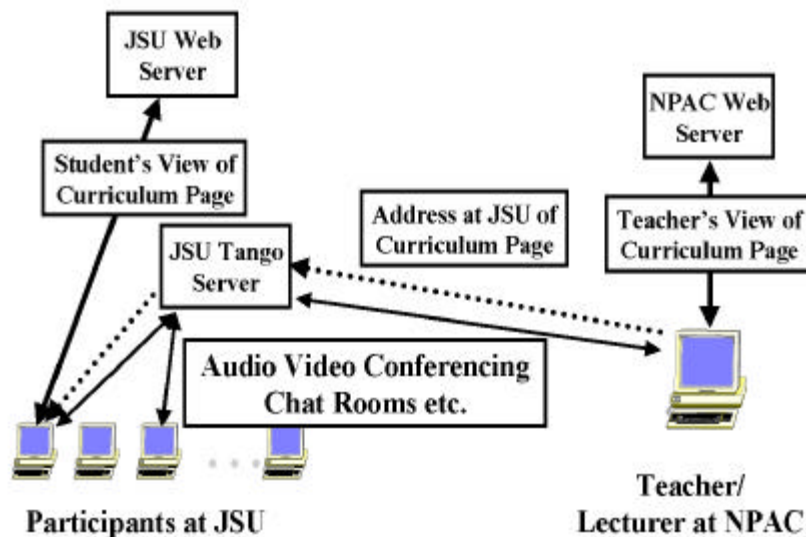 JSU Web
Server
NPAC Web
Server
Student's View of
Curriculum Page
Address at JSU of
Curriculum Page
Teacher's View of
Curriculum Page
JSU Tango
Server
Audio Video Conferencing
Chat Rooms etc.
Participants at JSU
Teacher/
Lecturer at NPAC